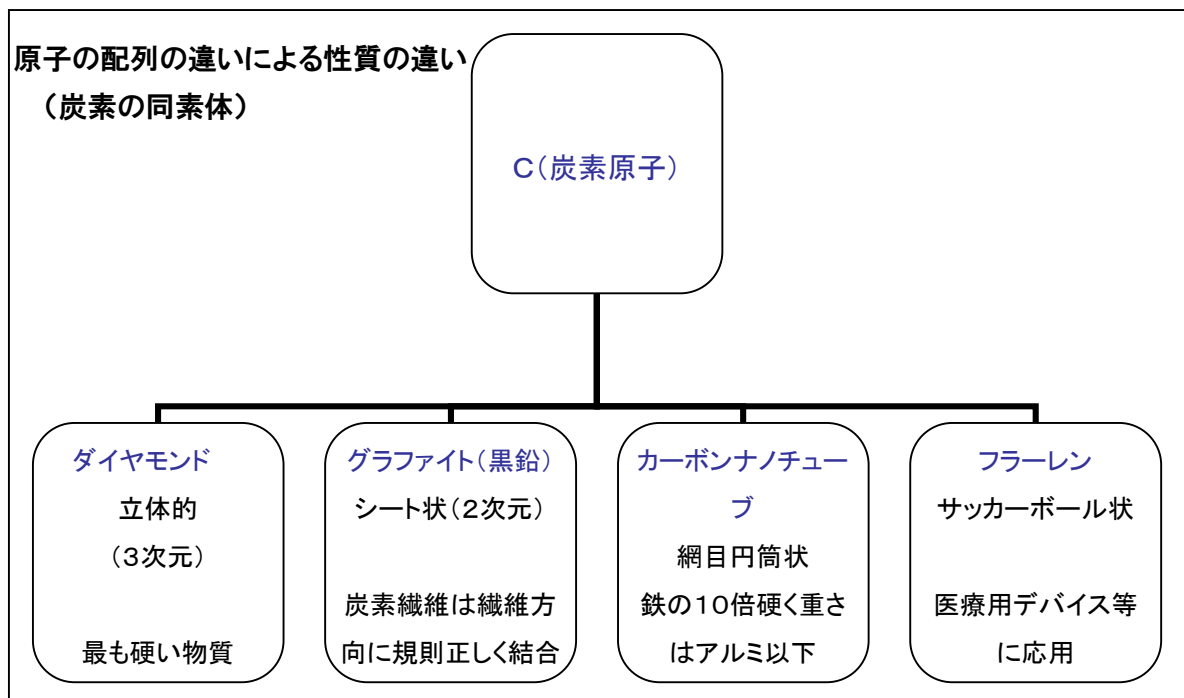 原子の配列の違いによる性質の違い
（炭素の同素体）
C（炭素原子）
ダイヤモンド
立体的
（３次元）
最も硬い物質
グラファイト（黒鉛）
シート状（２次元）
炭素繊維は繊維方
向に規則正しく結合
カーボンナノチュー
ブ
網目円筒状
鉄の１０倍硬く重さ
はアルミ以下
フラーレン
サッカーボール状
医療用デバイス等
に応用